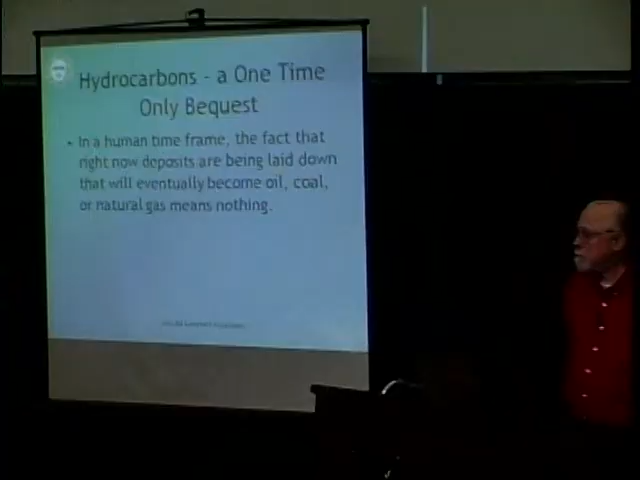 Hydrocarbons - a One Time
Only Bequest
• In a human time frame, the fact that
right now deposits are being laid down
that will eventually become oil, coal,
or natural gas means nothing.